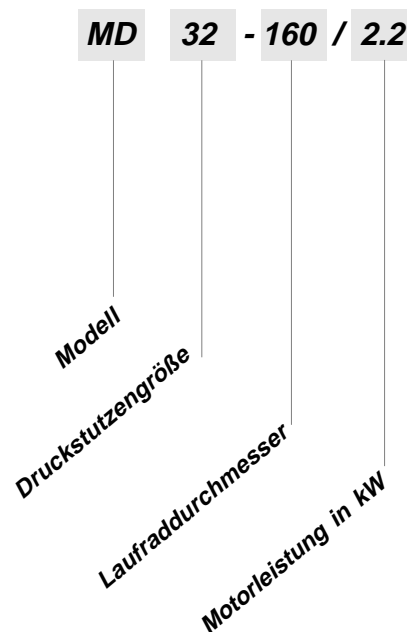 MD 32 - 160 / 2.2
Modell
Druckstutzengröße
Laufraddurchmesser
Motorleistung in kW